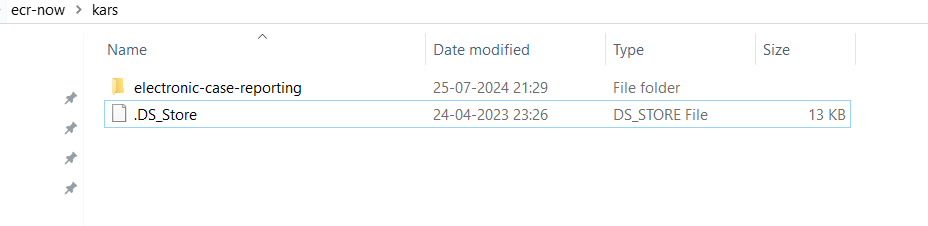 ecr-now > kars
Name Date modified Type Size
electronic-case-reporting 25-07-2024 21:29 File folder
.DS_Store 24-04-2023 23:26 DS_STORE File 13 KB